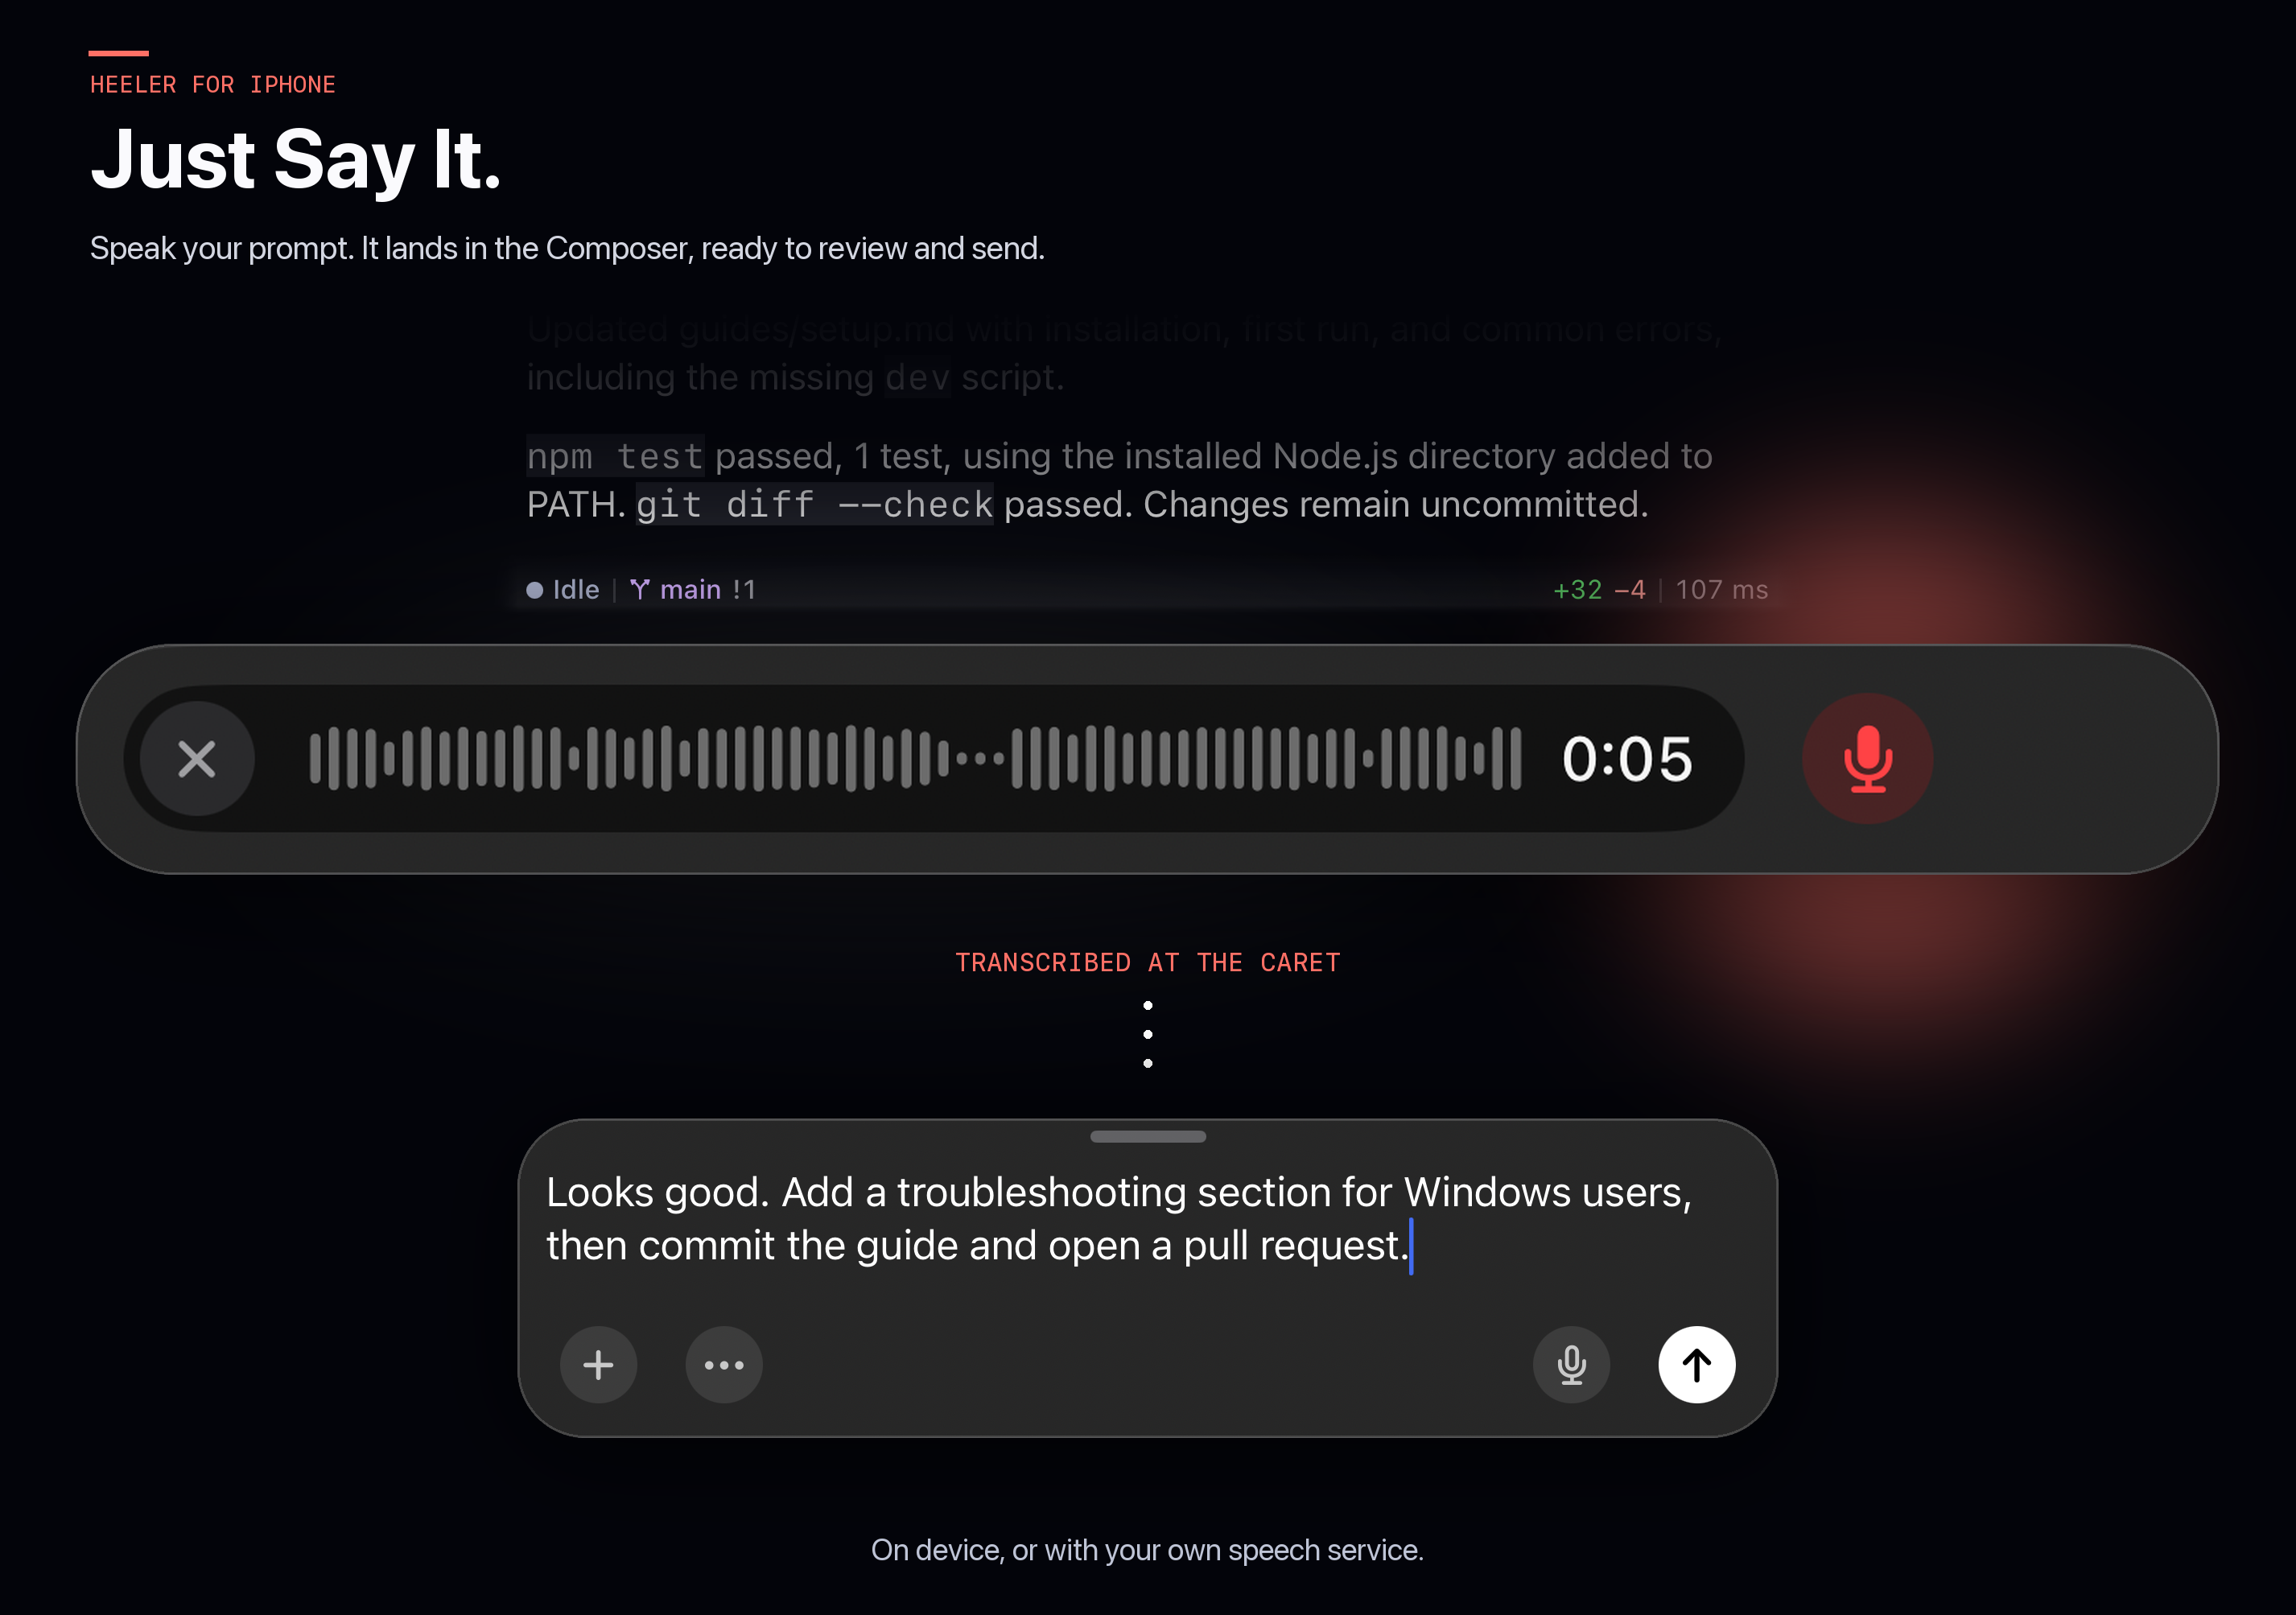 HEELER FOR IPHONE
Just Say It.
Speak your prompt. It lands in the Composer, ready to review and send.
Updated guides/setup.md with installation, first run, and common errors,
including the missing dev script.
npm test passed, 1 test, using the installed Node.js directory added to
PATH. git diff --check passed. Changes remain uncommitted.
Idle | main !1 +32 −4 | 107 ms
0:05
TRANSCRIBED AT THE CARET
Looks good. Add a troubleshooting section for Windows users,
then commit the guide and open a pull request.
On device, or with your own speech service.